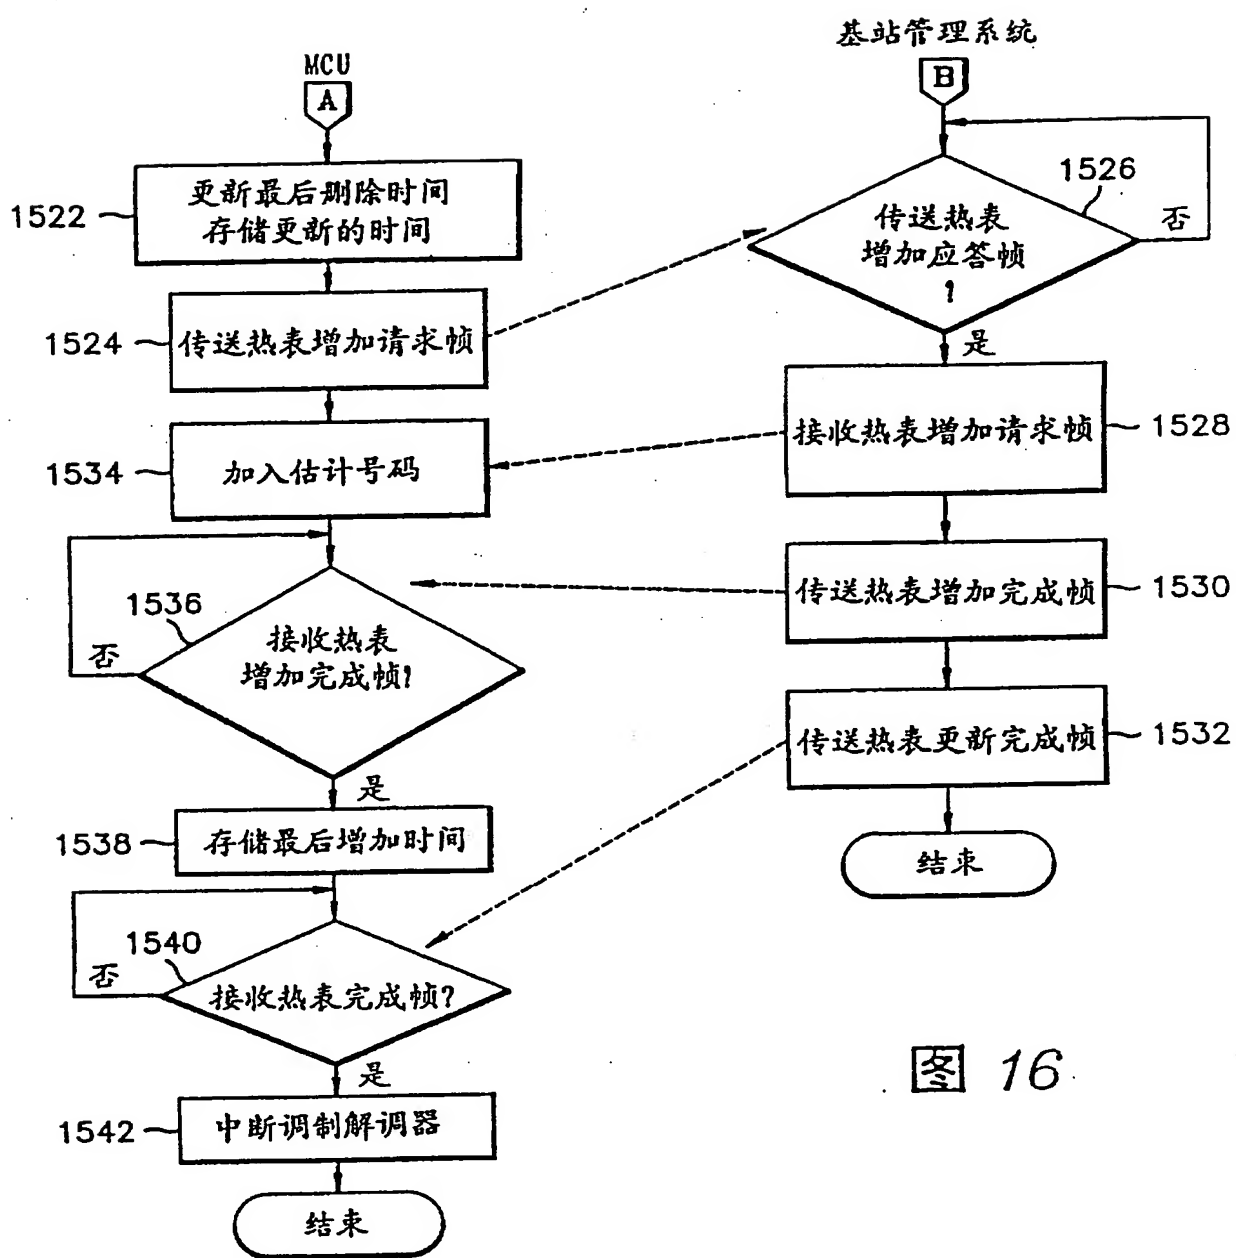 MCU
A
1522
更新最后删除时间
存储更新的时间
1524
传送热表增加请求帧
1534
加入估计号码
1536
否
接收热表
增加完成帧?
是
1538
存储最后增加时间
1540
否
接收热表完成帧?
是
1542
中断调制解调器
结束
基站管理系统
B
1526
传送热表
增加应答帧
?
否
是
接收热表增加请求帧
1528
传送热表增加完成帧
1530
传送热表更新完成帧
1532
结束
图 16